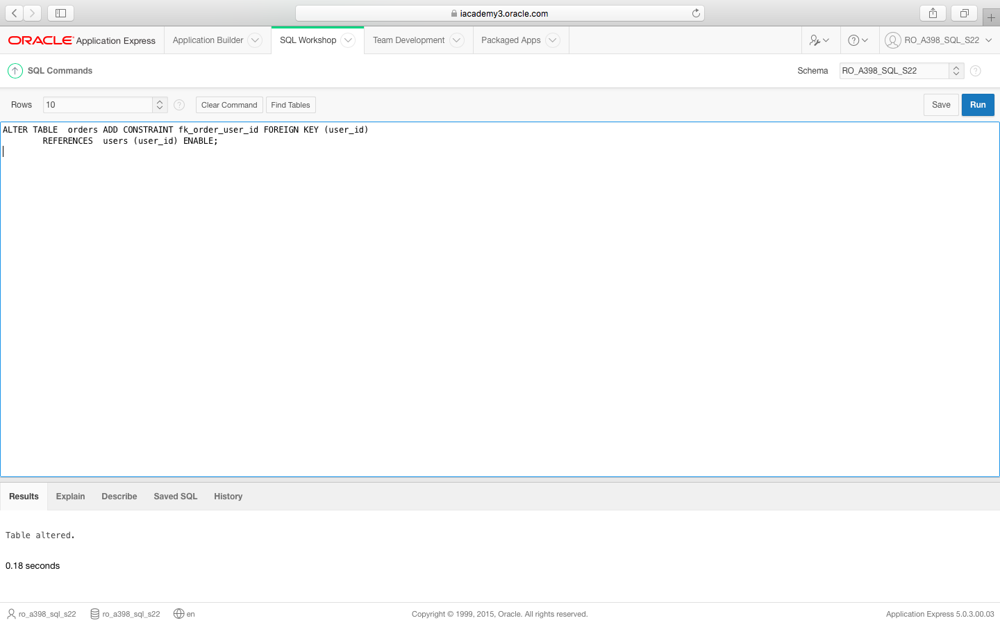 iacademy3.oracle.com
ORACLE Application Express Application Builder SQL Workshop Team Development Packaged Apps RO_A398_SQL_S22
SQL Commands Schema RO_A398_SQL_S22
Rows 10 Clear Command Find Tables Save Run
ALTER TABLE  orders ADD CONSTRAINT fk_order_user_id FOREIGN KEY (user_id)
        REFERENCES  users (user_id) ENABLE;
Results Explain Describe Saved SQL History
Table altered.
0.18 seconds
ro_a398_sql_s22 ro_a398_sql_s22 en Copyright © 1999, 2015, Oracle. All rights reserved. Application Express 5.0.3.00.03